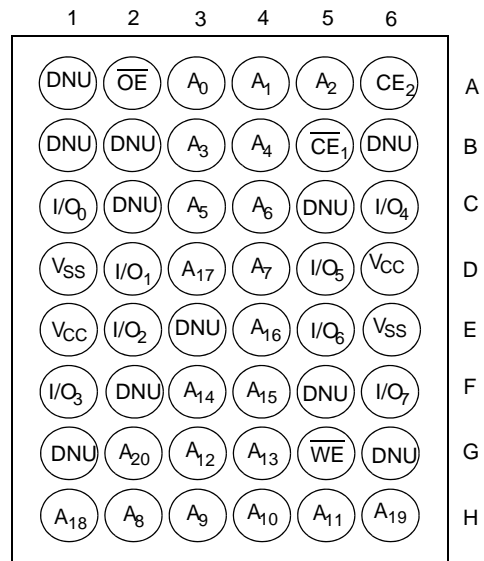 1 2 3 4 5 6
DNU OE A0 A1 A2 CE2 A
DNU DNU A3 A4 CE1 DNU B
I/O0 DNU A5 A6 DNU I/O4 C
VSS I/O1 A17 A7 I/O5 VCC D
VCC I/O2 DNU A16 I/O6 VSS E
I/O3 DNU A14 A15 DNU I/O7 F
DNU A20 A12 A13 WE DNU G
A18 A8 A9 A10 A11 A19 H